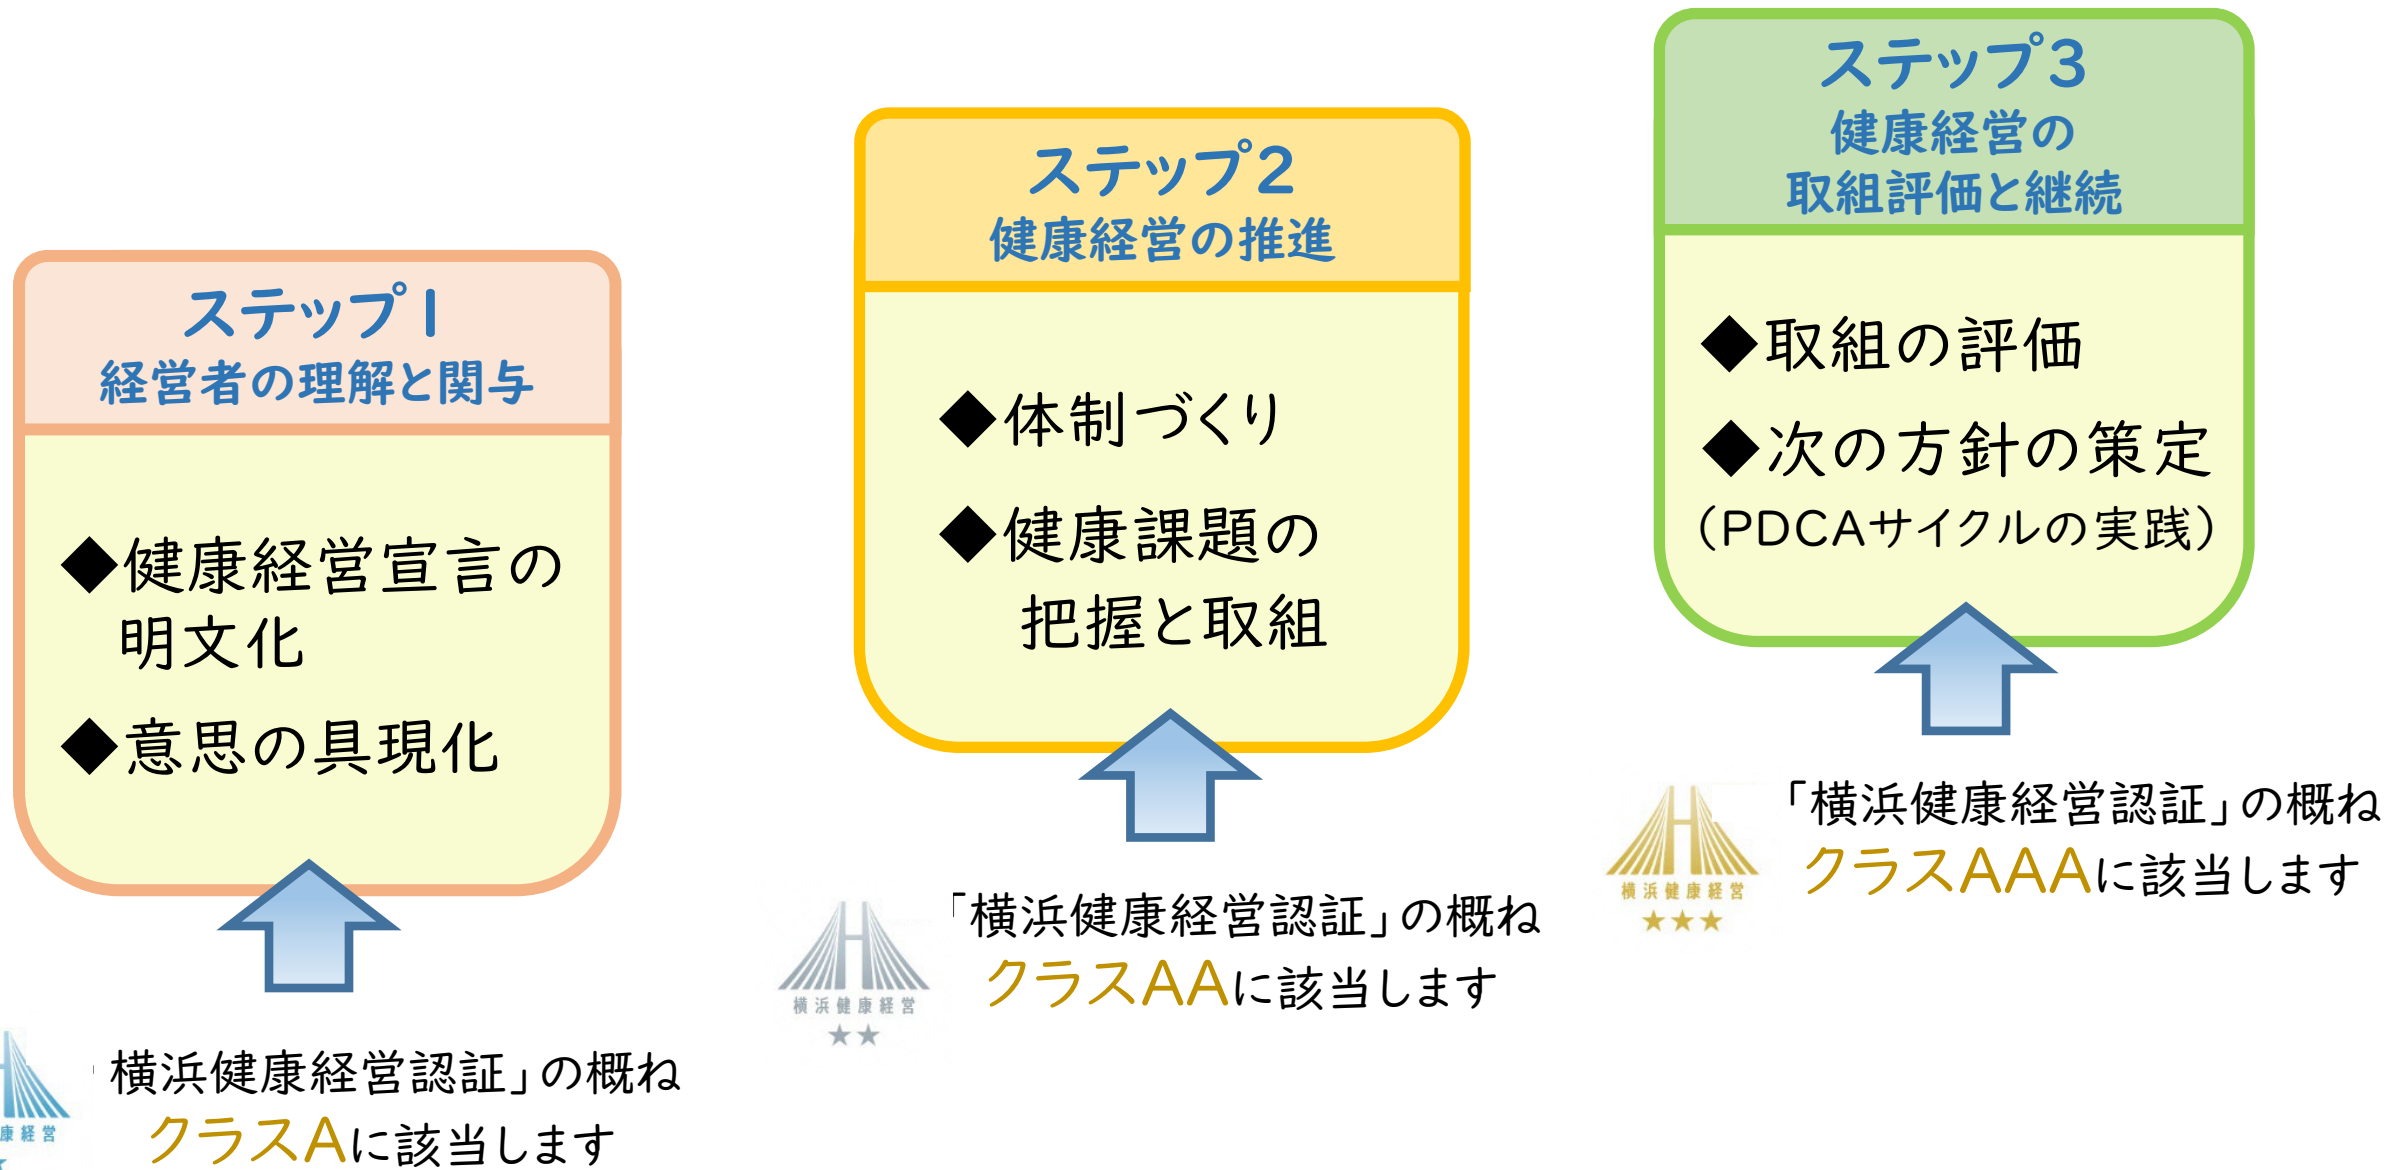 ステップ1
経営者の理解と関与
◆健康経営宣言の
明文化
◆意思の具現化
横浜健康経営認証」の概ね
クラスAに該当します
康経営
ステップ2
健康経営の推進
◆体制づくり
◆健康課題の
把握と取組
「横浜健康経営認証」の概ね
クラスAAに該当します
横浜健康経営
★★
ステップ3
健康経営の
取組評価と継続
◆取組の評価
◆次の方針の策定
(PDCAサイクルの実践)
「横浜健康経営認証」の概ね
クラスAAAに該当します
横浜健康経営
★★★